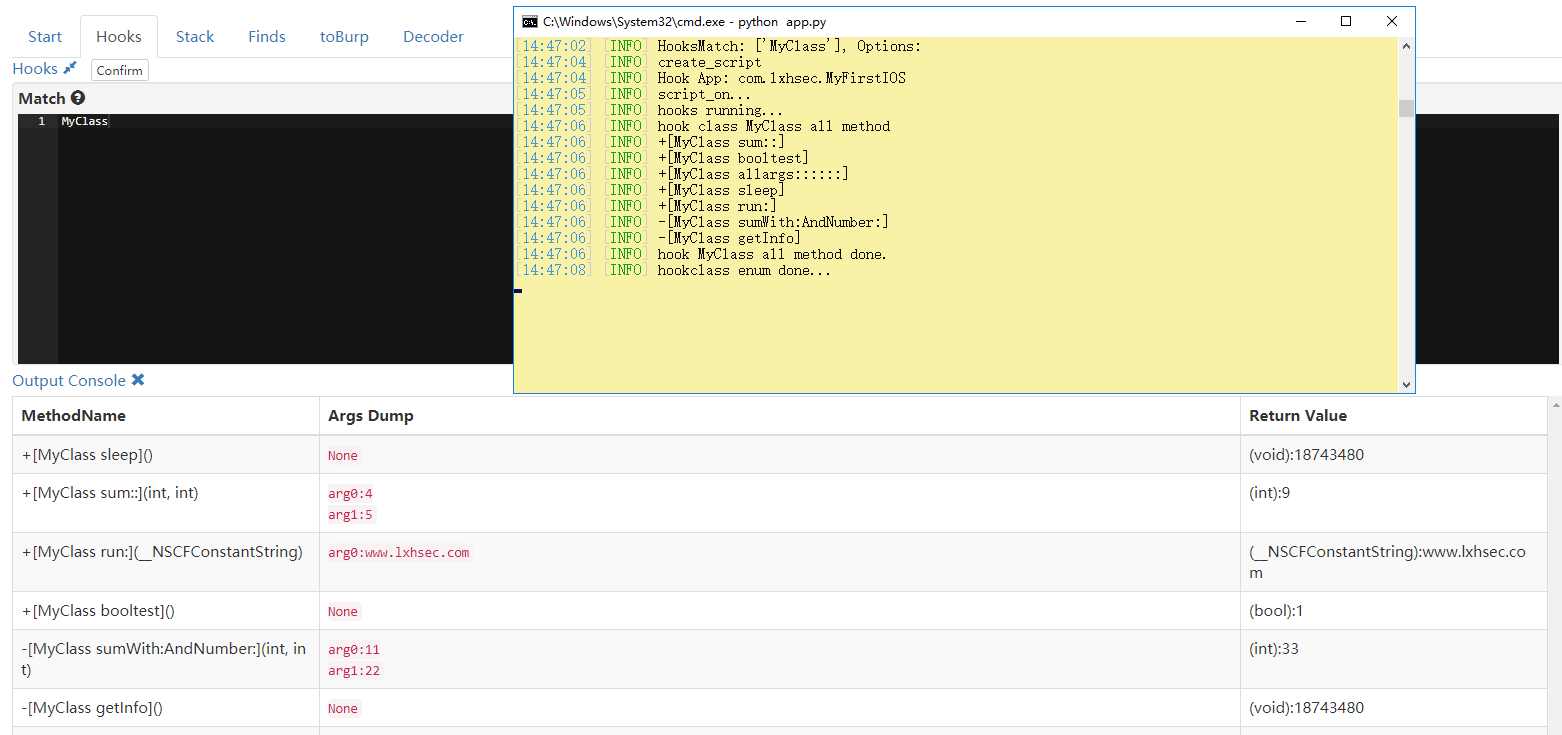 Start Hooks Stack Finds toBurp Decoder
Hooks Confirm
Match
1 MyClass
C:\Windows\System32\cmd.exe - python app.py
[14:47:02] [INFO] HooksMatch: ['MyClass'], Options:
[14:47:04] [INFO] create_script
[14:47:04] [INFO] Hook App: com.lxhsec.MyFirstIOS
[14:47:05] [INFO] script_on...
[14:47:05] [INFO] hooks running...
[14:47:06] [INFO] hook class MyClass all method
[14:47:06] [INFO] +[MyClass sum::]
[14:47:06] [INFO] +[MyClass booltest]
[14:47:06] [INFO] +[MyClass allargs::::::]
[14:47:06] [INFO] +[MyClass sleep]
[14:47:06] [INFO] +[MyClass run:]
[14:47:06] [INFO] -[MyClass sumWith:AndNumber:]
[14:47:06] [INFO] -[MyClass getInfo]
[14:47:06] [INFO] hook MyClass all method done.
[14:47:08] [INFO] hookclass enum done...
Output Console
MethodName Args Dump Return Value
+[MyClass sleep]() None (void):18743480
+[MyClass sum::](int, int) arg0:4 (int):9
arg1:5
+[MyClass run:](__NSCFConstantString) arg0:www.lxhsec.com (__NSCFConstantString):www.lxhsec.co
m
+[MyClass booltest]() None (bool):1
-[MyClass sumWith:AndNumber:](int, in arg0:11 (int):33
t) arg1:22
-[MyClass getInfo]() None (void):18743480